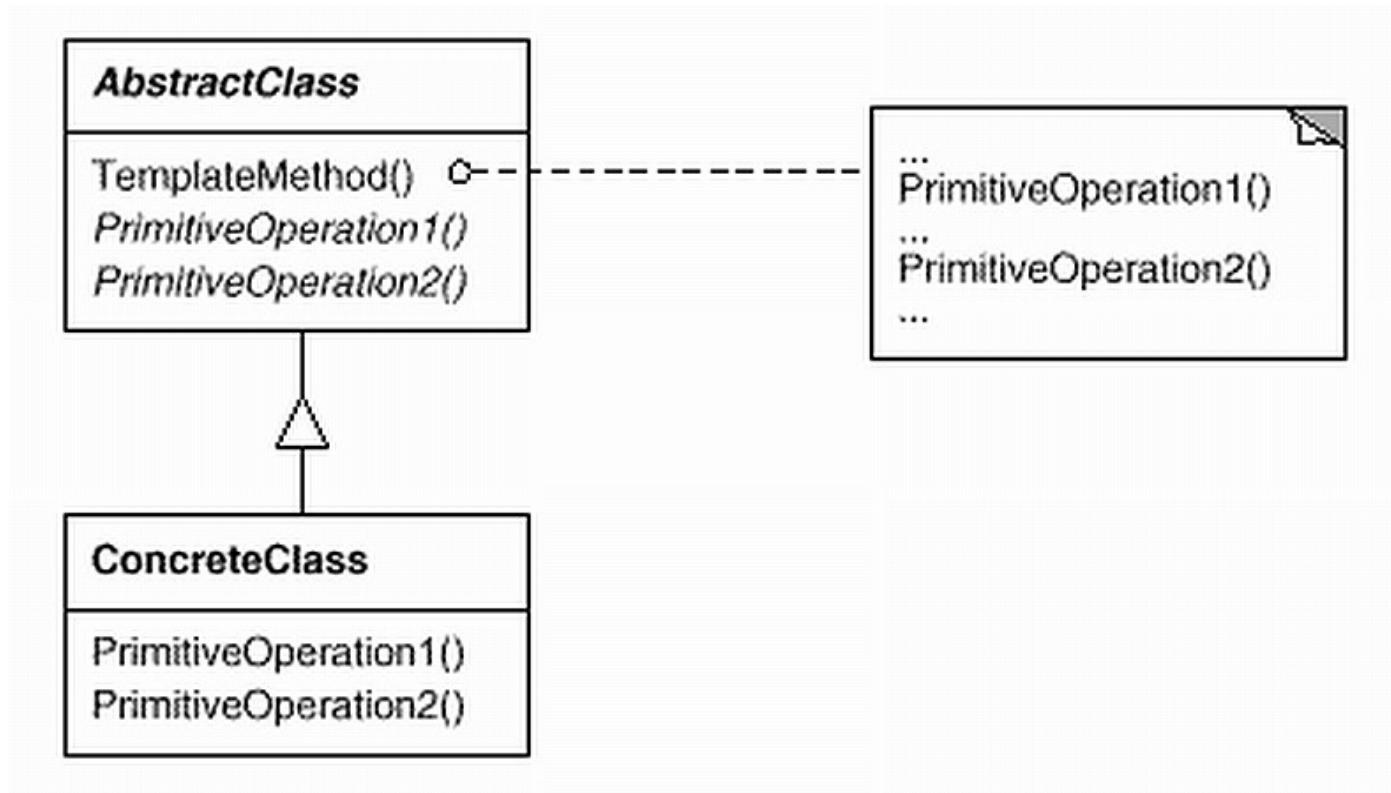 AbstractClass
TemplateMethod()
PrimitiveOperation1()
PrimitiveOperation2()
...
PrimitiveOperation1()
...
PrimitiveOperation2()
...
ConcreteClass
PrimitiveOperation1()
PrimitiveOperation2()